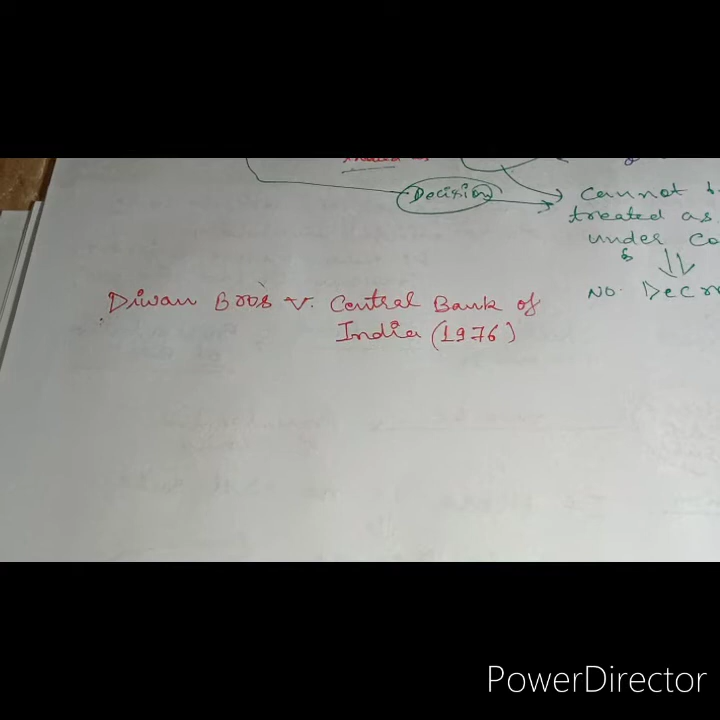 Decision
cannot
treated as
under
No. Decr
Diwan Bros v. Central Bank of
India (1976)
PowerDirector